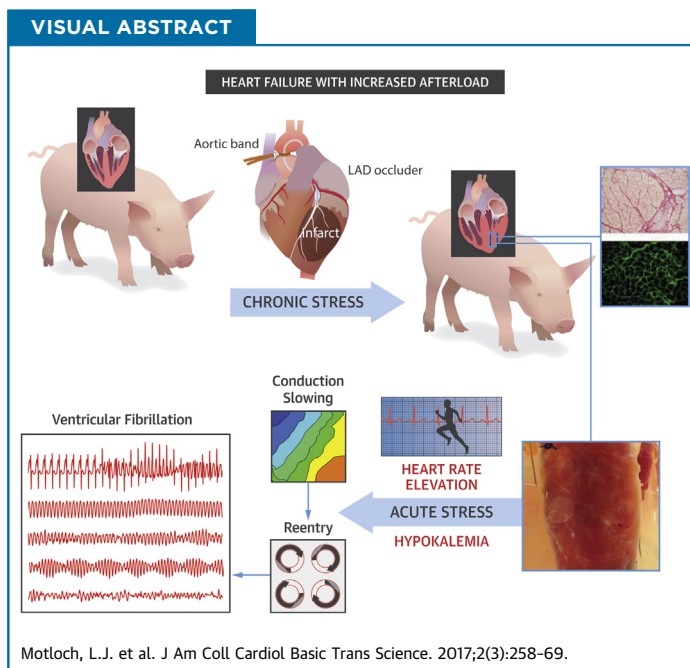 VISUAL ABSTRACT
HEART FAILURE WITH INCREASED AFTERLOAD
Aortic band
LAD occluder
infarct
CHRONIC STRESS
Conduction
Slowing
Ventricular Fibrillation
HEART RATE
ELEVATION
ACUTE STRESS
HYPOKALEMIA
Reentry
Motloch, L.J. et al. J Am Coll Cardiol Basic Trans Science. 2017;2(3):258–69.